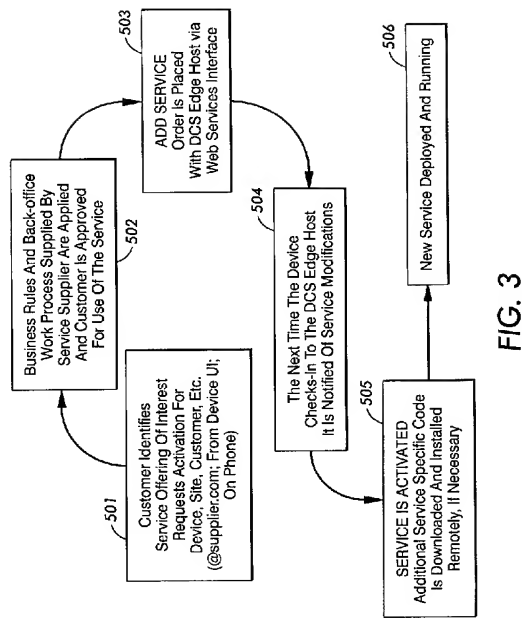 501
Customer Identifies
Service Offering Of Interest
Requests Activation For
Device, Site, Customer, Etc.
(@supplier.com; From Device UI;
On Phone)
Business Rules And Back-office
Work Process Supplied By
Service Supplier Are Applied
And Customer Is Approved
For Use Of The Service
502
503
ADD SERVICE
Order Is Placed
With DCS Edge Host via
Web Services Interface
504
The Next Time The Device
Checks-In To The DCS Edge Host
It Is Notified Of Service Modifications
505
SERVICE IS ACTIVATED
Additional Service Specific Code
Is Downloaded And Installed
Remotely, If Necessary
506
New Service Deployed And Running
FIG. 3